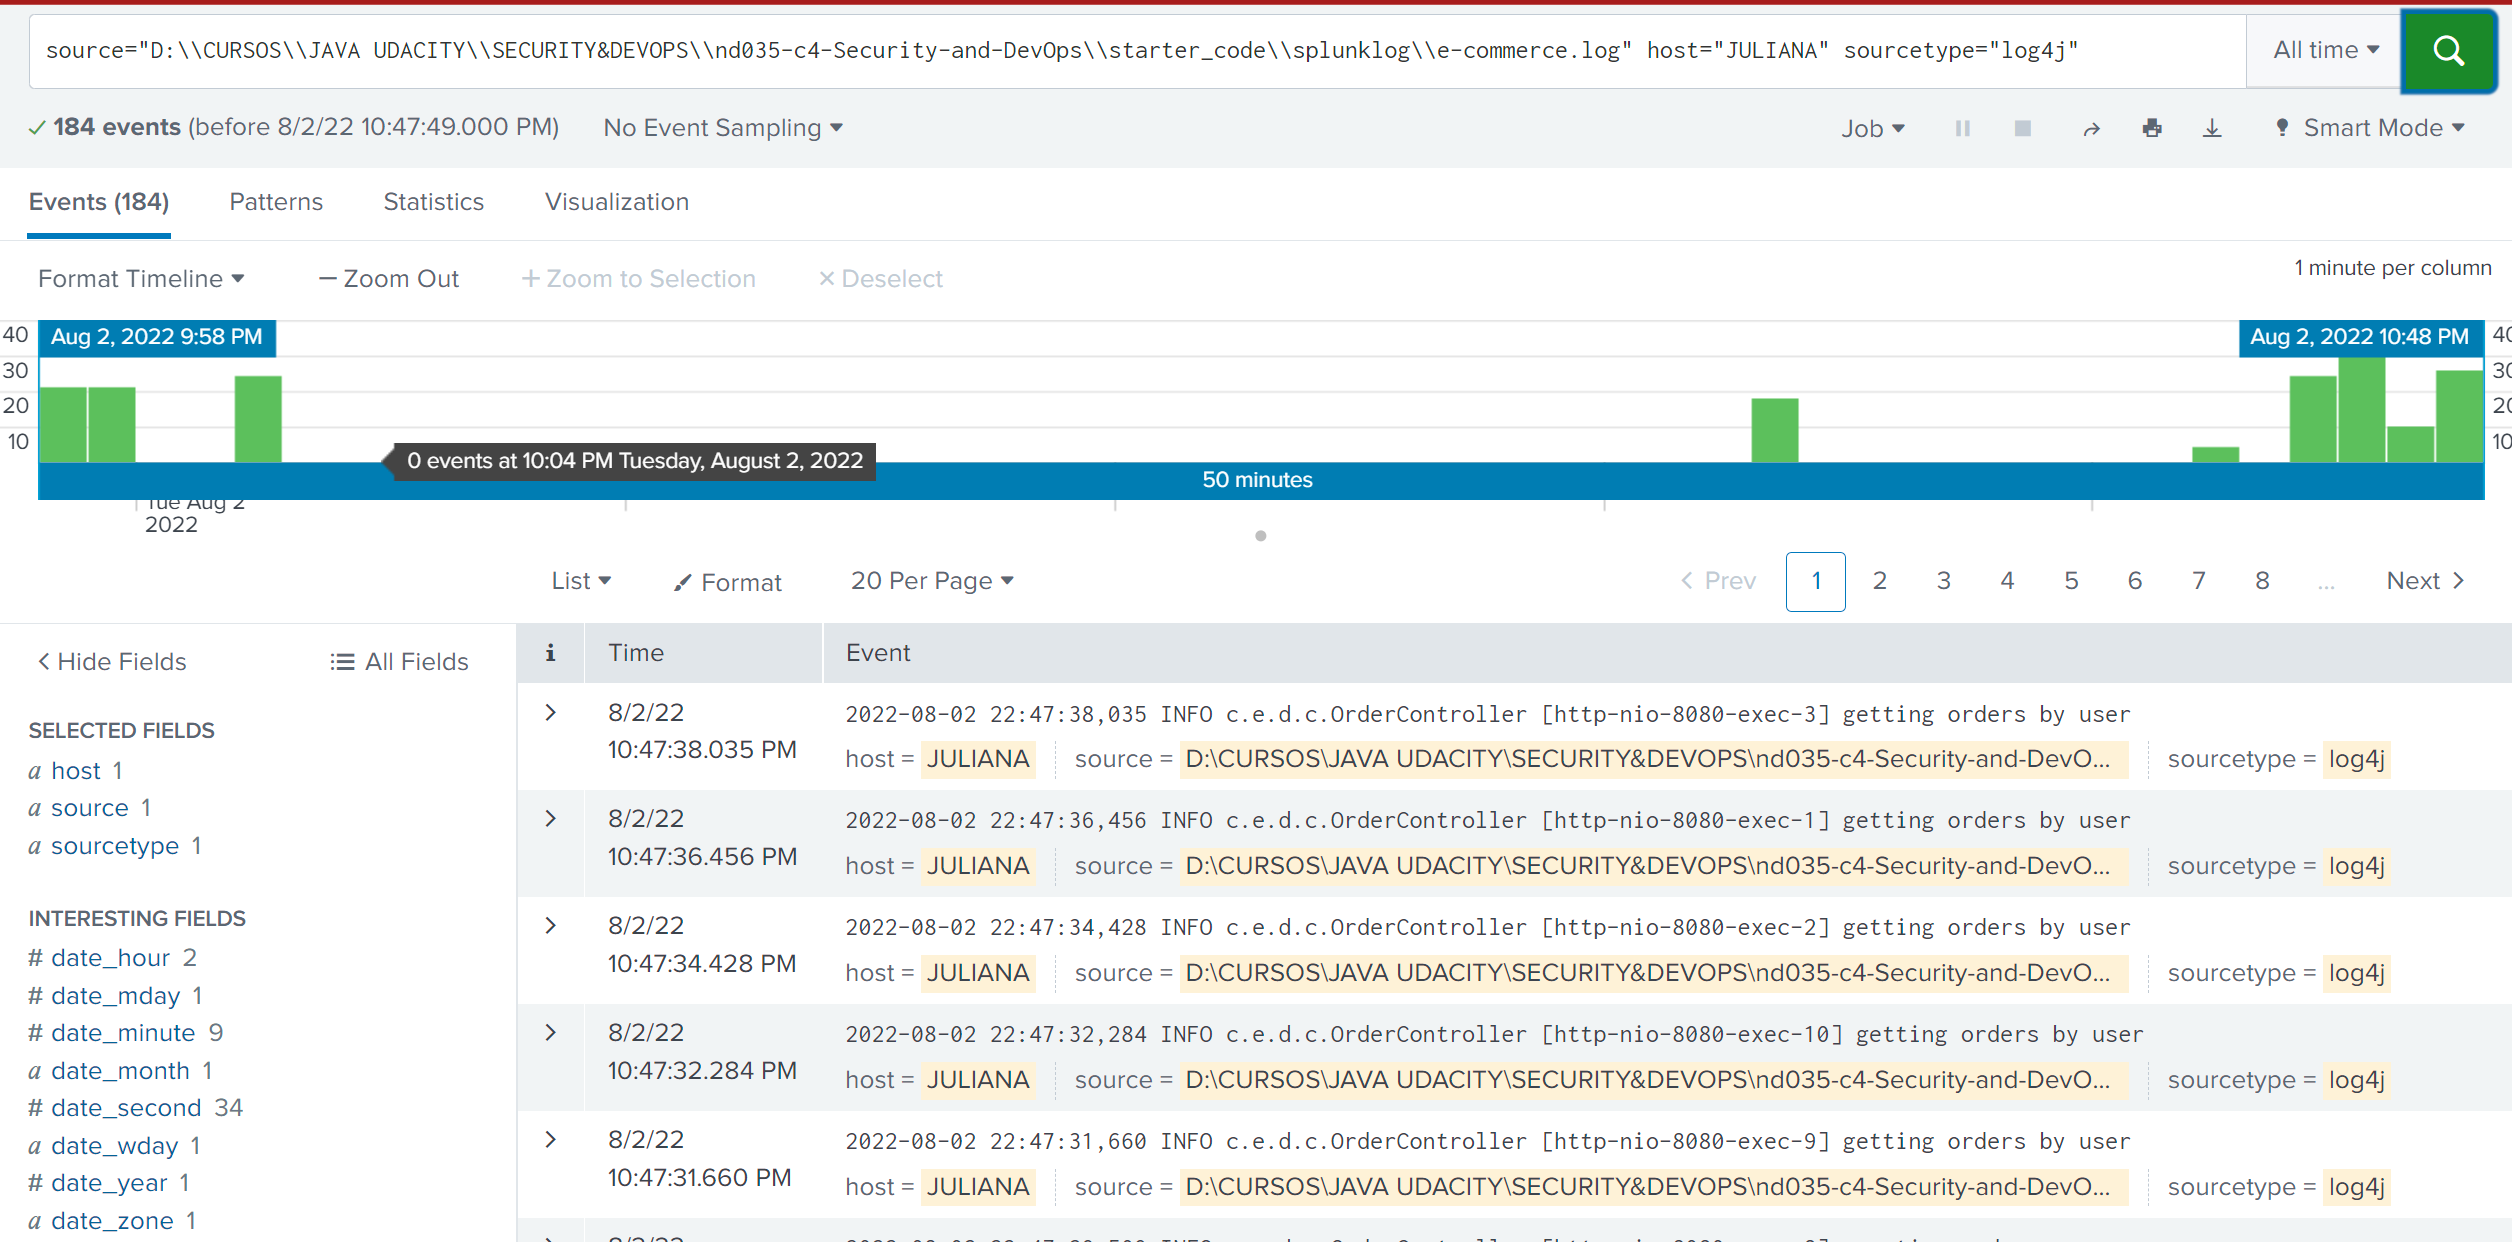 source="D:\\CURSOS\\JAVA UDACITY\\SECURITY&DEVOPS\\nd035-c4-Security-and-DevOps\\starter_code\\splunklog\\e-commerce.log" host="JULIANA" sourcetype="log4j"
All time
184 events (before 8/2/22 10:47:49.000 PM)
No Event Sampling
Job
Smart Mode
Events (184)
Patterns
Statistics
Visualization
Format Timeline
— Zoom Out
+ Zoom to Selection
× Deselect
1 minute per column
40
Aug 2, 2022 9:58 PM
Aug 2, 2022 10:48 PM
40
30
30
20
20
10
10
0 events at 10:04 PM Tuesday, August 2, 2022
50 minutes
Tue Aug 2
2022
List
Format
20 Per Page
< Prev
1
2
3
4
5
6
7
8
...
Next >
< Hide Fields
All Fields
SELECTED FIELDS
a host 1
a source 1
a sourcetype 1
INTERESTING FIELDS
# date_hour 2
# date_mday 1
# date_minute 9
a date_month 1
# date_second 34
a date_wday 1
# date_year 1
a date_zone 1
i
Time
Event
> 8/2/22
10:47:38.035 PM
2022-08-02 22:47:38,035 INFO c.e.d.c.OrderController [http-nio-8080-exec-3] getting orders by user
host = JULIANA
source = D:\CURSOS\JAVA UDACITY\SECURITY&DEVOPS\nd035-c4-Security-and-DevO...
sourcetype = log4j
> 8/2/22
10:47:36.456 PM
2022-08-02 22:47:36,456 INFO c.e.d.c.OrderController [http-nio-8080-exec-1] getting orders by user
host = JULIANA
source = D:\CURSOS\JAVA UDACITY\SECURITY&DEVOPS\nd035-c4-Security-and-DevO...
sourcetype = log4j
> 8/2/22
10:47:34.428 PM
2022-08-02 22:47:34,428 INFO c.e.d.c.OrderController [http-nio-8080-exec-2] getting orders by user
host = JULIANA
source = D:\CURSOS\JAVA UDACITY\SECURITY&DEVOPS\nd035-c4-Security-and-DevO...
sourcetype = log4j
> 8/2/22
10:47:32.284 PM
2022-08-02 22:47:32,284 INFO c.e.d.c.OrderController [http-nio-8080-exec-10] getting orders by user
host = JULIANA
source = D:\CURSOS\JAVA UDACITY\SECURITY&DEVOPS\nd035-c4-Security-and-DevO...
sourcetype = log4j
> 8/2/22
10:47:31.660 PM
2022-08-02 22:47:31,660 INFO c.e.d.c.OrderController [http-nio-8080-exec-9] getting orders by user
host = JULIANA
source = D:\CURSOS\JAVA UDACITY\SECURITY&DEVOPS\nd035-c4-Security-and-DevO...
sourcetype = log4j